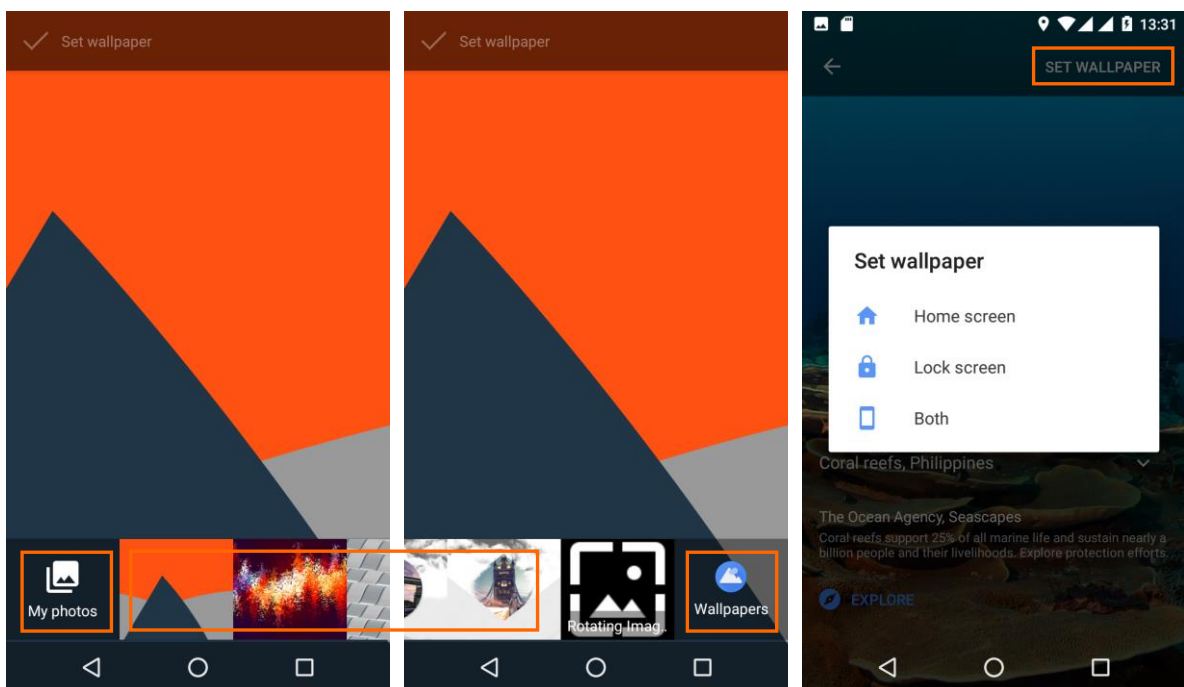 Set wallpaper
My photos
Set wallpaper
Rotating Imag..
Wallpapers
13:31
SET WALLPAPER
Set wallpaper
Home screen
Lock screen
Both
Coral reefs, Philippines
The Ocean Agency, Seascapes
Coral reefs support 25% of all marine life and sustain nearly a
billion people and their livelihoods. Explore protection efforts.
EXPLORE